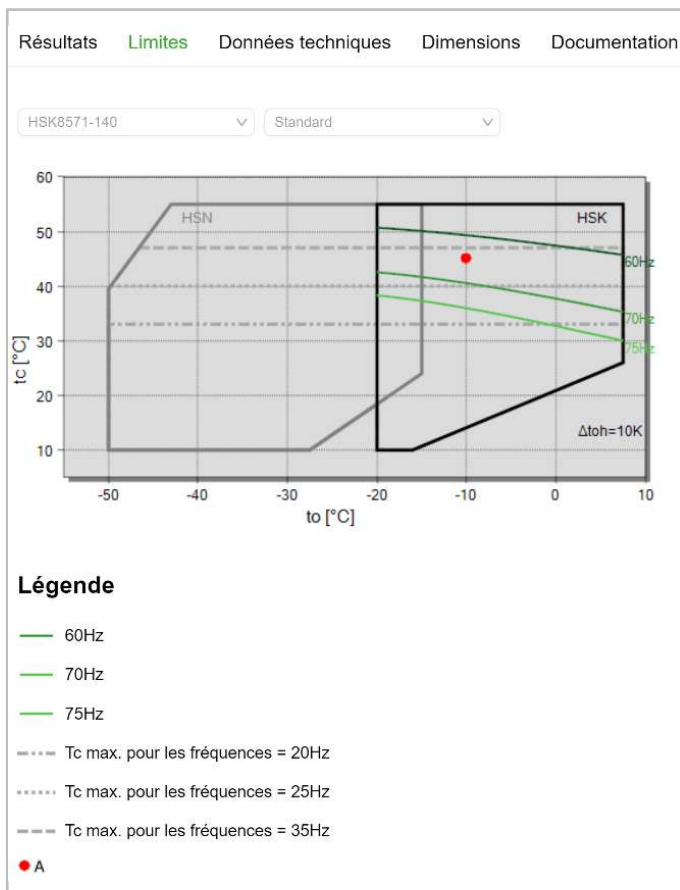 Résultats Limites Données techniques Dimensions Documentation
HSK8571-140 Standard
60
HSN HSK
50
60Hz
40
70Hz
75Hz
30
20
Δtoh=10K
10
tc [°C]
-50 -40 -30 -20 -10 0 10
to [°C]
Légende
60Hz
70Hz
75Hz
Tc max. pour les fréquences = 20Hz
Tc max. pour les fréquences = 25Hz
Tc max. pour les fréquences = 35Hz
A